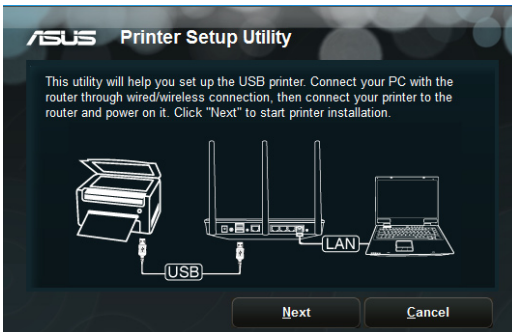 ASUS Printer Setup Utility
This utility will help you set up the USB printer. Connect your PC with the
router through wired/wireless connection, then connect your printer to the
router and power on it. Click "Next" to start printer installation.
LAN
USB
Next Cancel